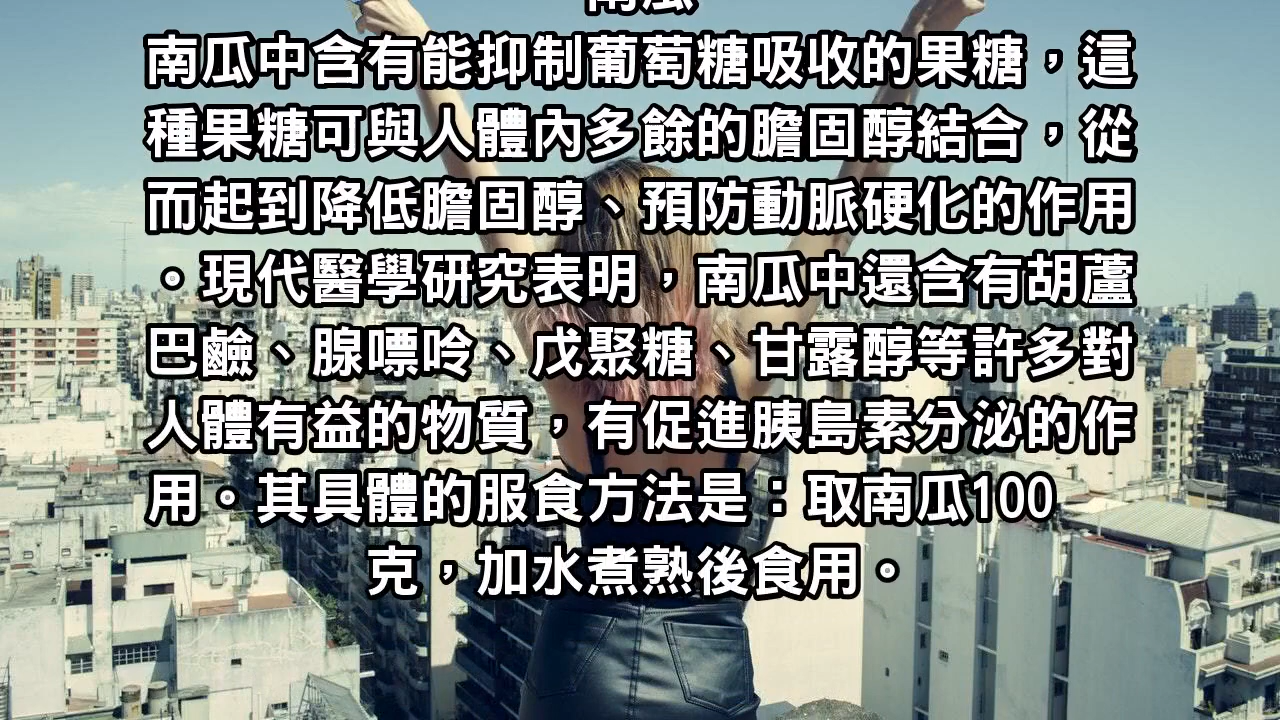 南瓜
南瓜中含有能抑制葡萄糖吸收的果糖，這
種果糖可與人體內多餘的膽固醇結合，從
而起到降低膽固醇、預防動脈硬化的作用
。現代醫學研究表明，南瓜中還含有胡蘆
巴鹼、腺嘌呤、戊聚糖、甘露醇等許多對
人體有益的物質，有促進胰島素分泌的作
用。其具體的服食方法是：取南瓜100
克，加水煮熟後食用。